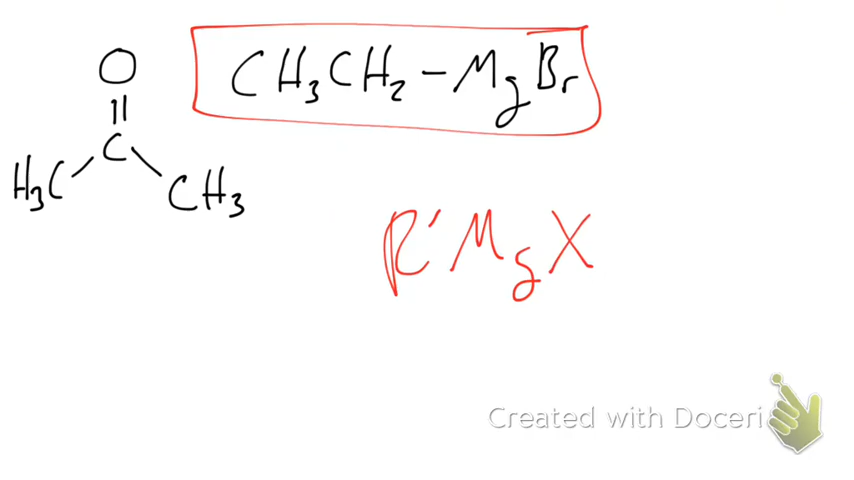 O
CH₃CH₂–MgBr
||
C
H₃C
CH₃
R'MgX
Created with Doceri